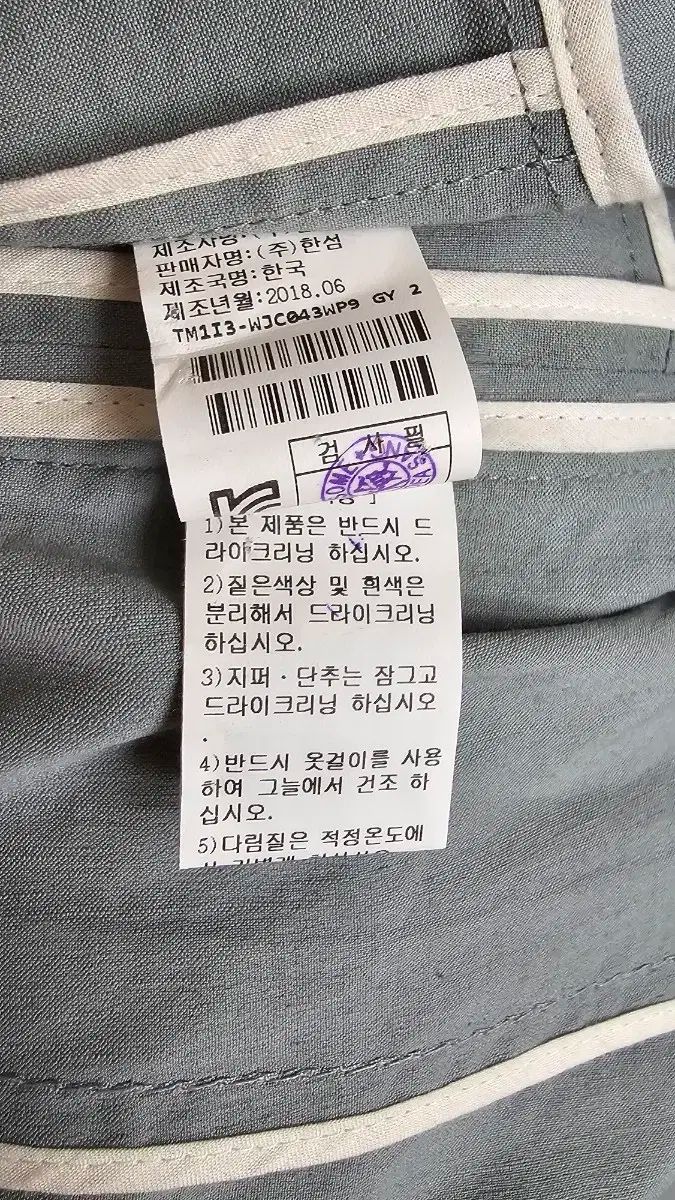 제조사명:(주)
판매자명:(주)한섬
제조국명:한국
제조년월:2018.06
TM1I3-WJC043WP9 GY 2
검 사 필
1)본 제품은 반드시 드
라이크리닝 하십시오.
2)짙은색상 및 흰색은
분리해서 드라이크리닝
하십시오.
3)지퍼·단추는 잠그고
드라이크리닝 하십시오
.
4)반드시 옷걸이를 사용
하여 그늘에서 건조 하
십시오.
5)다림질은 적정온도에